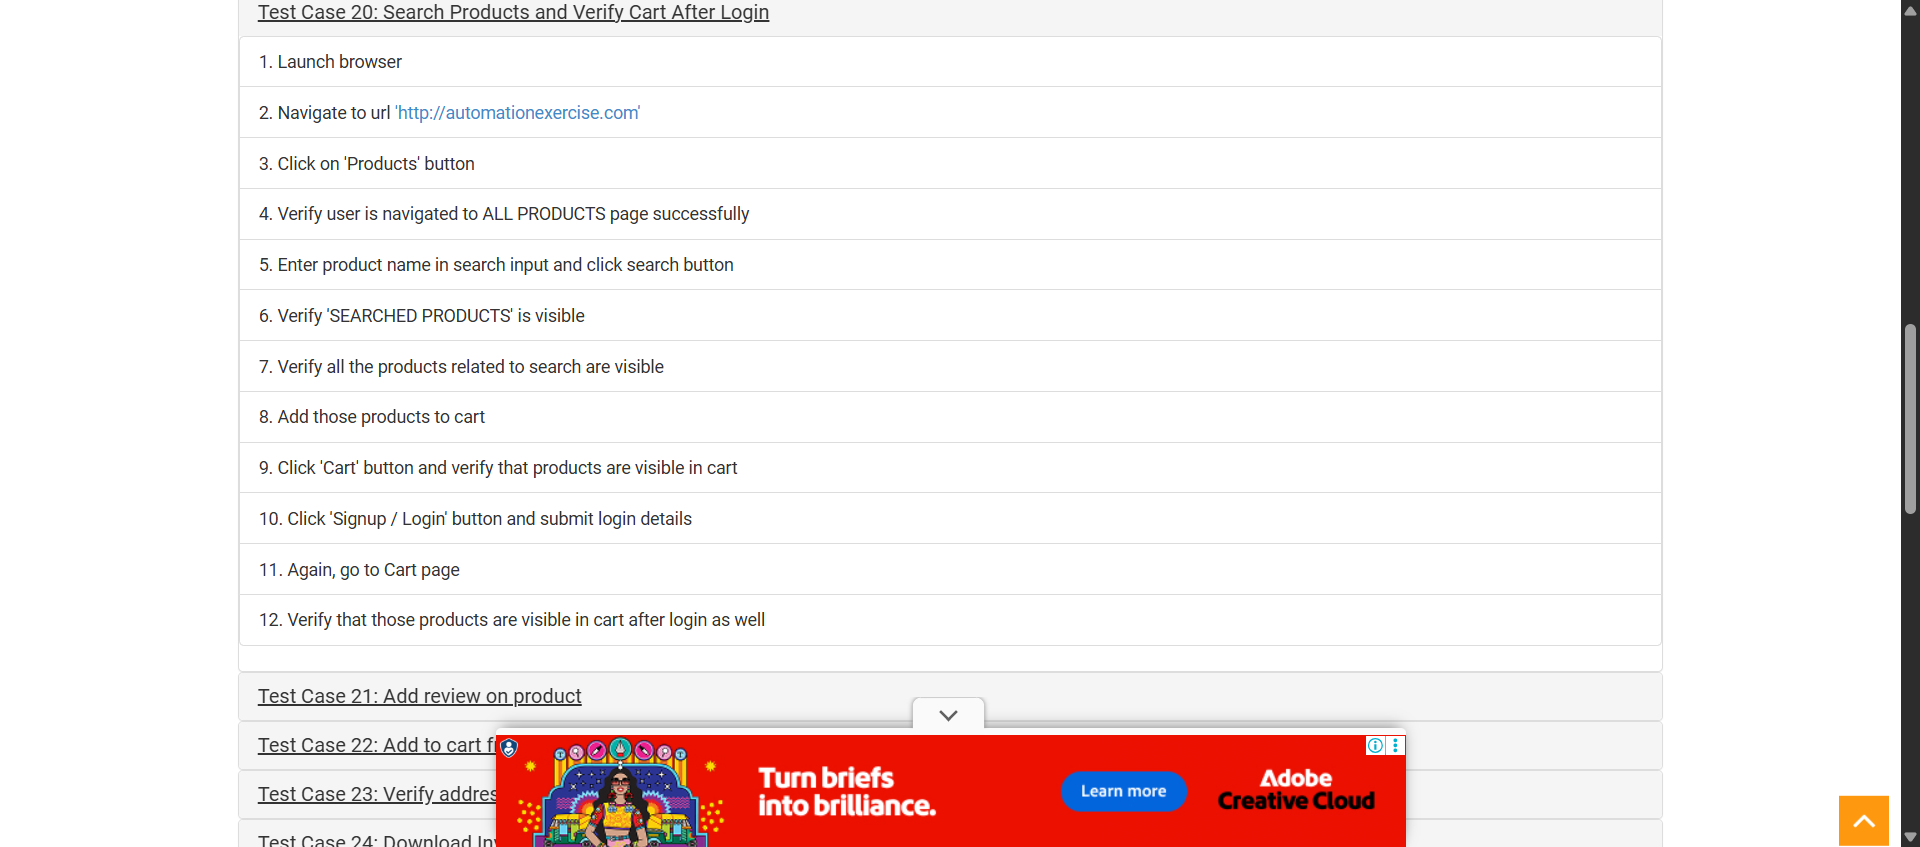 Test Case 20: Search Products and Verify Cart After Login
1. Launch browser
2. Navigate to url 'http://automationexercise.com'
3. Click on 'Products' button
4. Verify user is navigated to ALL PRODUCTS page successfully
5. Enter product name in search input and click search button
6. Verify 'SEARCHED PRODUCTS' is visible
7. Verify all the products related to search are visible
8. Add those products to cart
9. Click 'Cart' button and verify that products are visible in cart
10. Click 'Signup / Login' button and submit login details
11. Again, go to Cart page
12. Verify that those products are visible in cart after login as well
Test Case 21: Add review on product
Test Case 22: Add to cart
Test Case 23: Verify
Test Case 24: Download
Turn briefs
into brilliance.
Learn more
Adobe
Creative Cloud